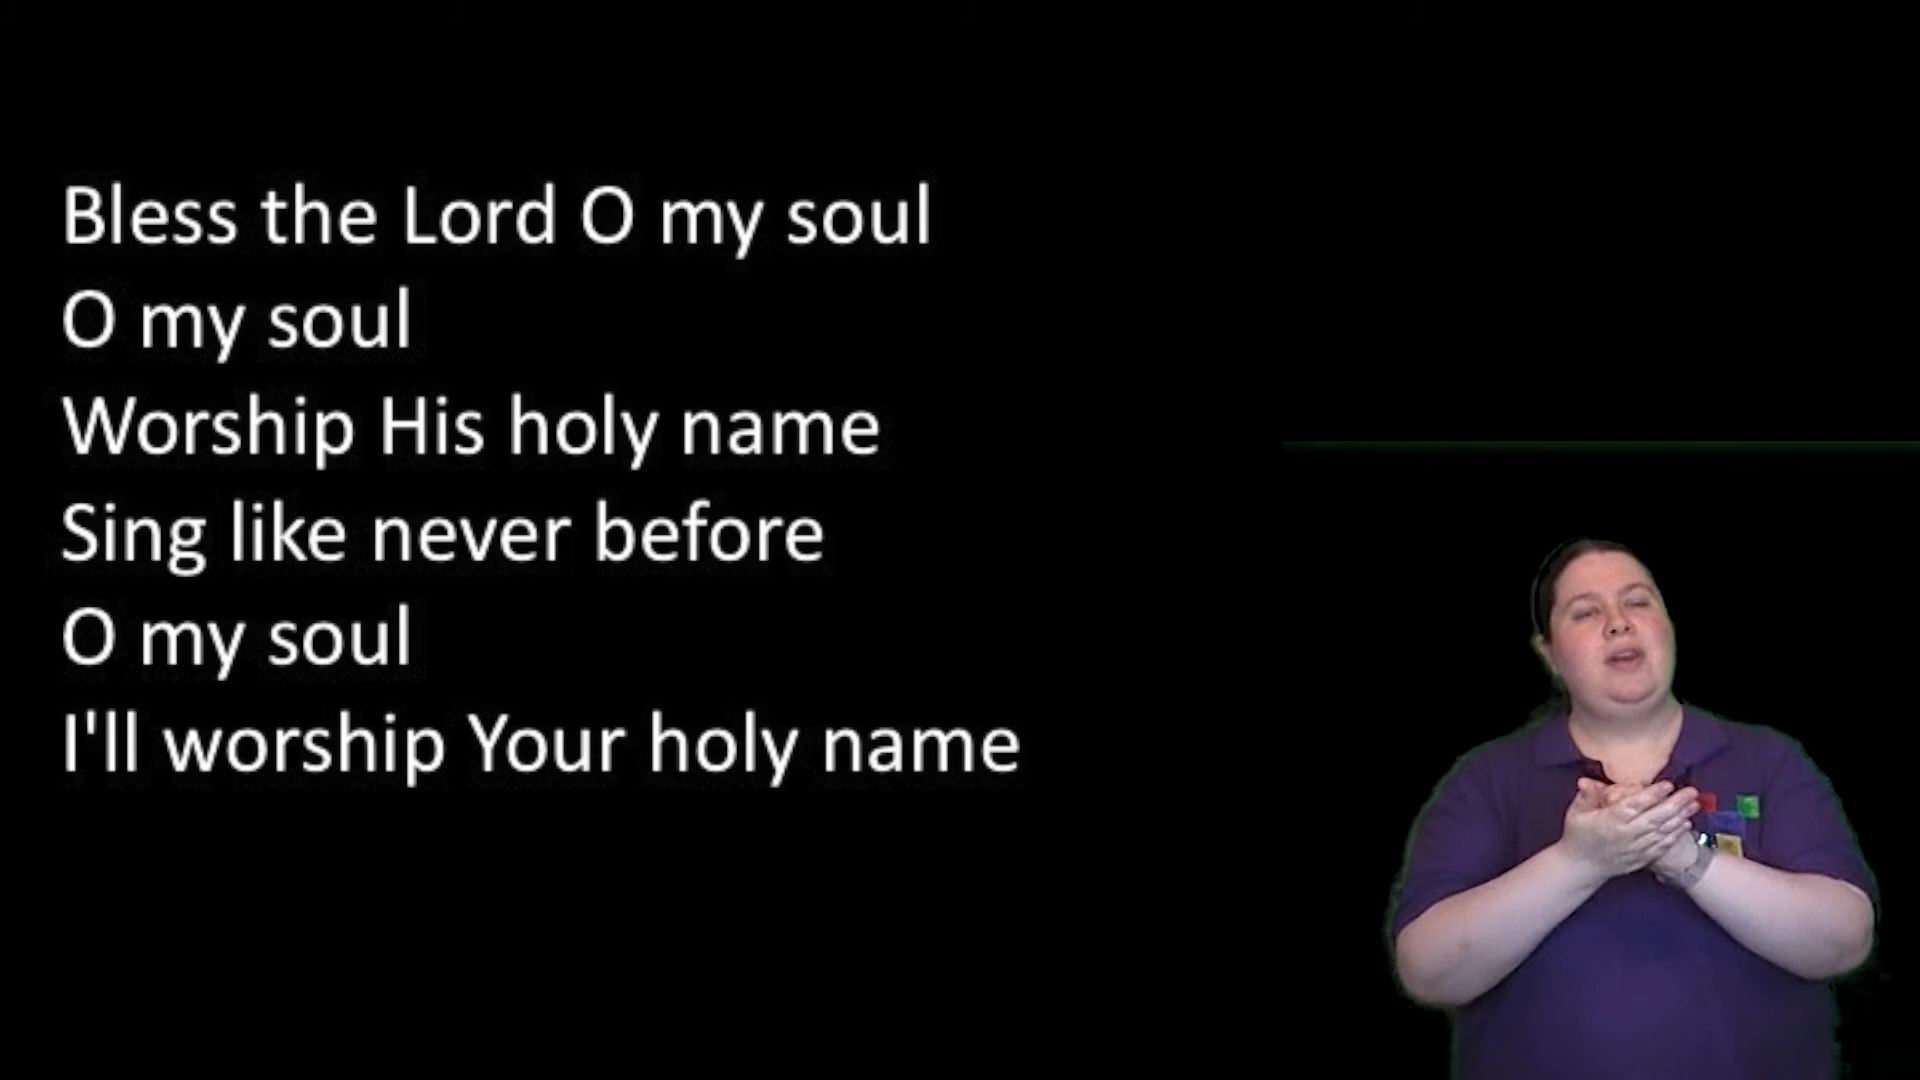 Bless the Lord O my soul
O my soul
Worship His holy name
Sing like never before
O my soul
I'll worship Your holy name